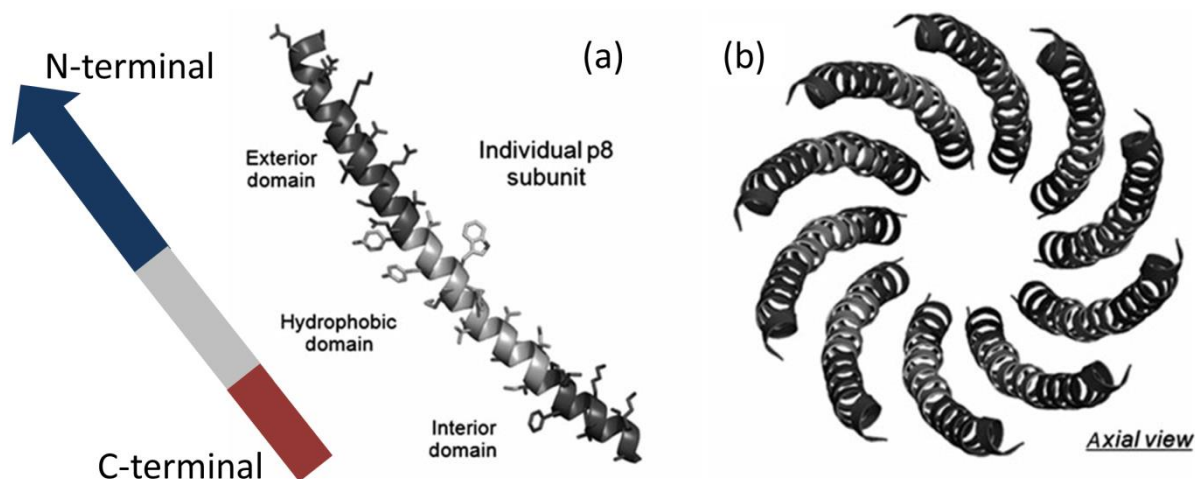 N-terminal
(a)
(b)
Exterior
domain
Individual p8
subunit
Hydrophobic
domain
Interior
domain
C-terminal
Axial view